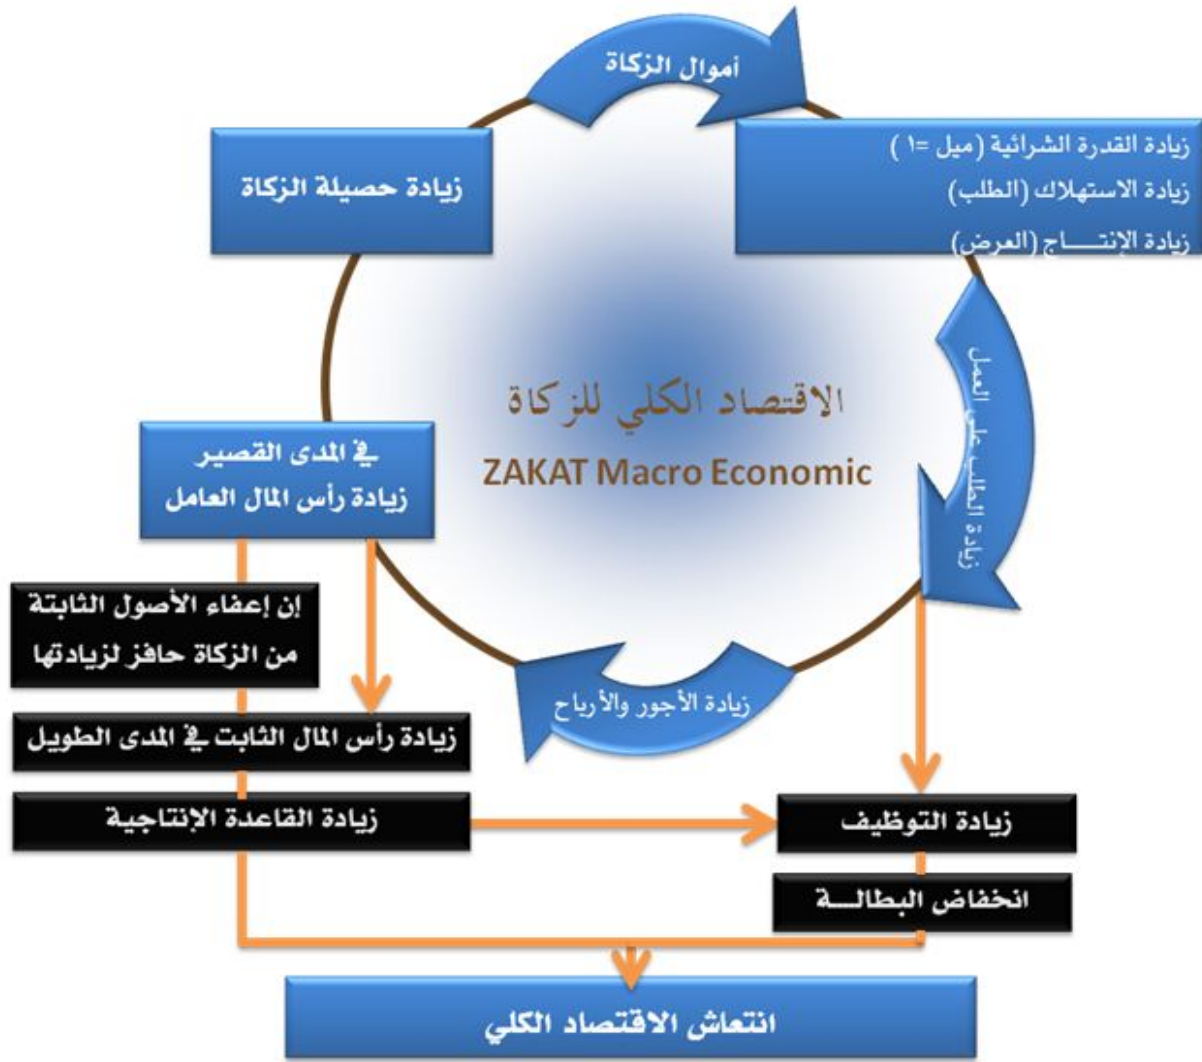 أموال الزكاة
زيادة القدرة الشرائية (ميل =١ )
زيادة الاستهلاك (الطلب)
زيادة الإنتـــــاج (العرض)
زيادة حصيلة الزكاة
زيادة الطلب على العمل
الاقتصاد الكلي للزكاة
ZAKAT Macro Economic
في المدى القصير
زيادة رأس المال العامل
إن إعفاء الأصول الثابتة
من الزكاة حافز لزيادتها
زيادة الأجور والأرباح
زيادة رأس المال الثابت في المدى الطويل
زيادة القاعدة الإنتاجية
زيادة التوظيف
انخفاض البطالـــة
انتعاش الاقتصاد الكلي